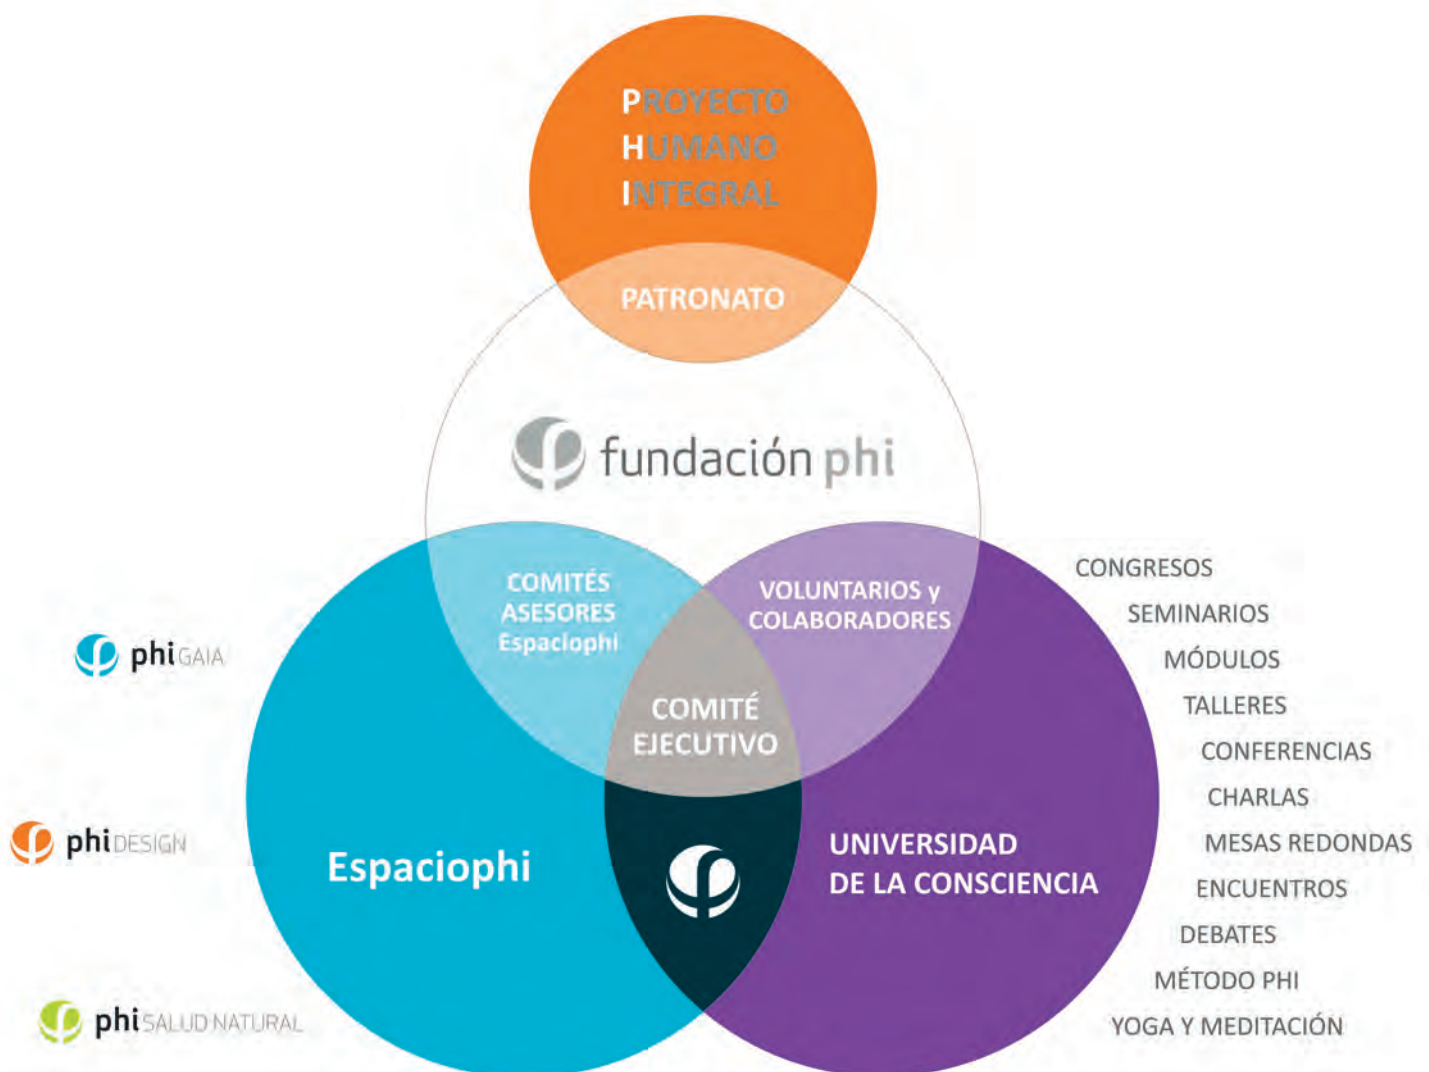 PROYECTO
HUMANO
INTEGRAL
PATRONATO
fundación phi
COMITÉS
ASESORES
Espaciophi
VOLUNTARIOS y
COLABORADORES
COMITÉ
EJECUTIVO
Espaciophi
UNIVERSIDAD
DE LA CONSCIENCIA
phi GAIA
phi DESIGN
phi SALUD NATURAL
CONGRESOS
SEMINARIOS
MÓDULOS
TALLERES
CONFERENCIAS
CHARLAS
MESAS REDONDAS
ENCUENTROS
DEBATES
MÉTODO PHI
YOGA Y MEDITACIÓN